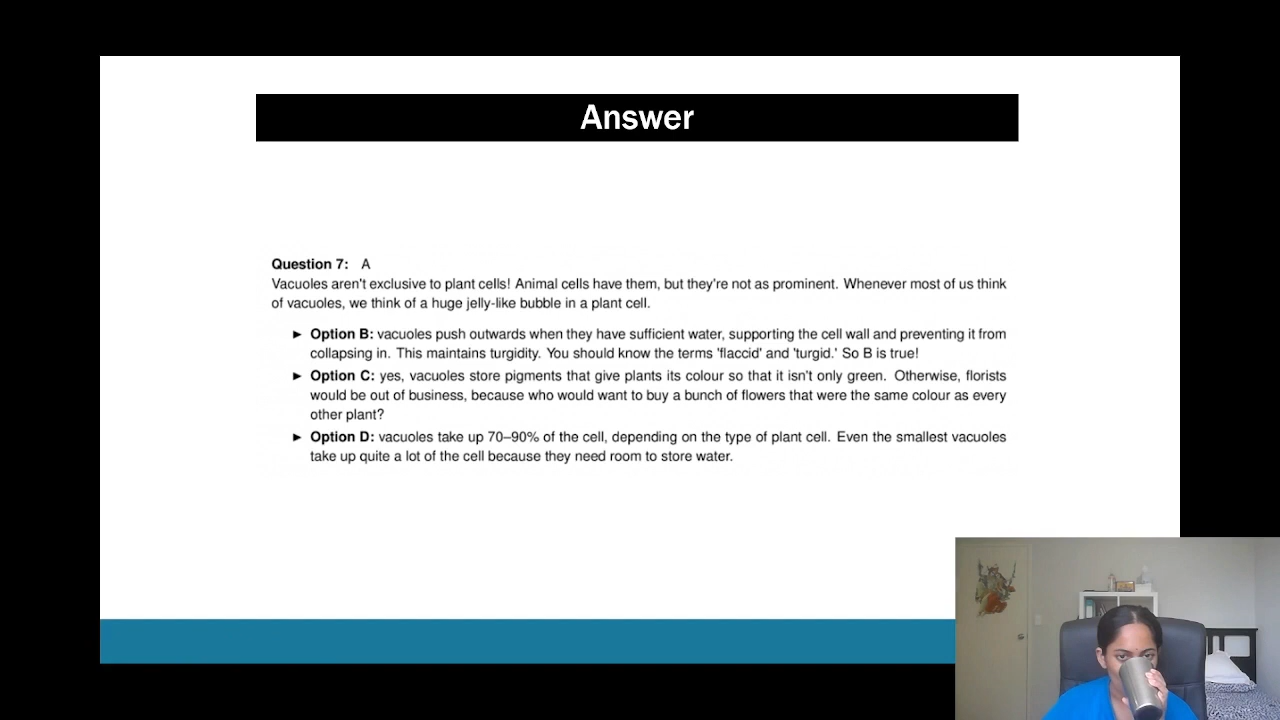 Answer
Question 7: A
Vacuoles aren't exclusive to plant cells! Animal cells have them, but they're not as prominent. Whenever most of us think
of vacuoles, we think of a huge jelly-like bubble in a plant cell.
► Option B: vacuoles push outwards when they have sufficient water, supporting the cell wall and preventing it from
collapsing in. This maintains turgidity. You should know the terms 'flaccid' and 'turgid.' So B is true!
► Option C: yes, vacuoles store pigments that give plants its colour so that it isn't only green. Otherwise, florists
would be out of business, because who would want to buy a bunch of flowers that were the same colour as every
other plant?
► Option D: vacuoles take up 70–90% of the cell, depending on the type of plant cell. Even the smallest vacuoles
take up quite a lot of the cell because they need room to store water.